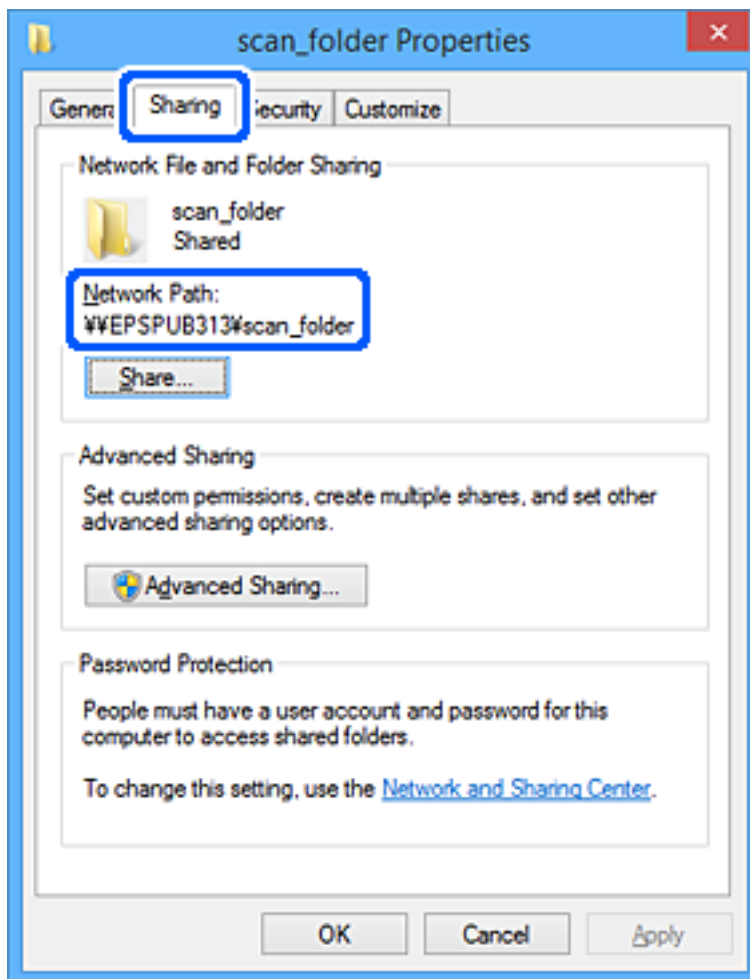 scan_folder Properties
General Sharing Security Customize
Network File and Folder Sharing
scan_folder
Shared
Network Path:
¥¥EPSPUB313¥scan_folder
Share...
Advanced Sharing
Set custom permissions, create multiple shares, and set other
advanced sharing options.
Advanced Sharing...
Password Protection
People must have a user account and password for this
computer to access shared folders.
To change this setting, use the Network and Sharing Center.
OK Cancel Apply